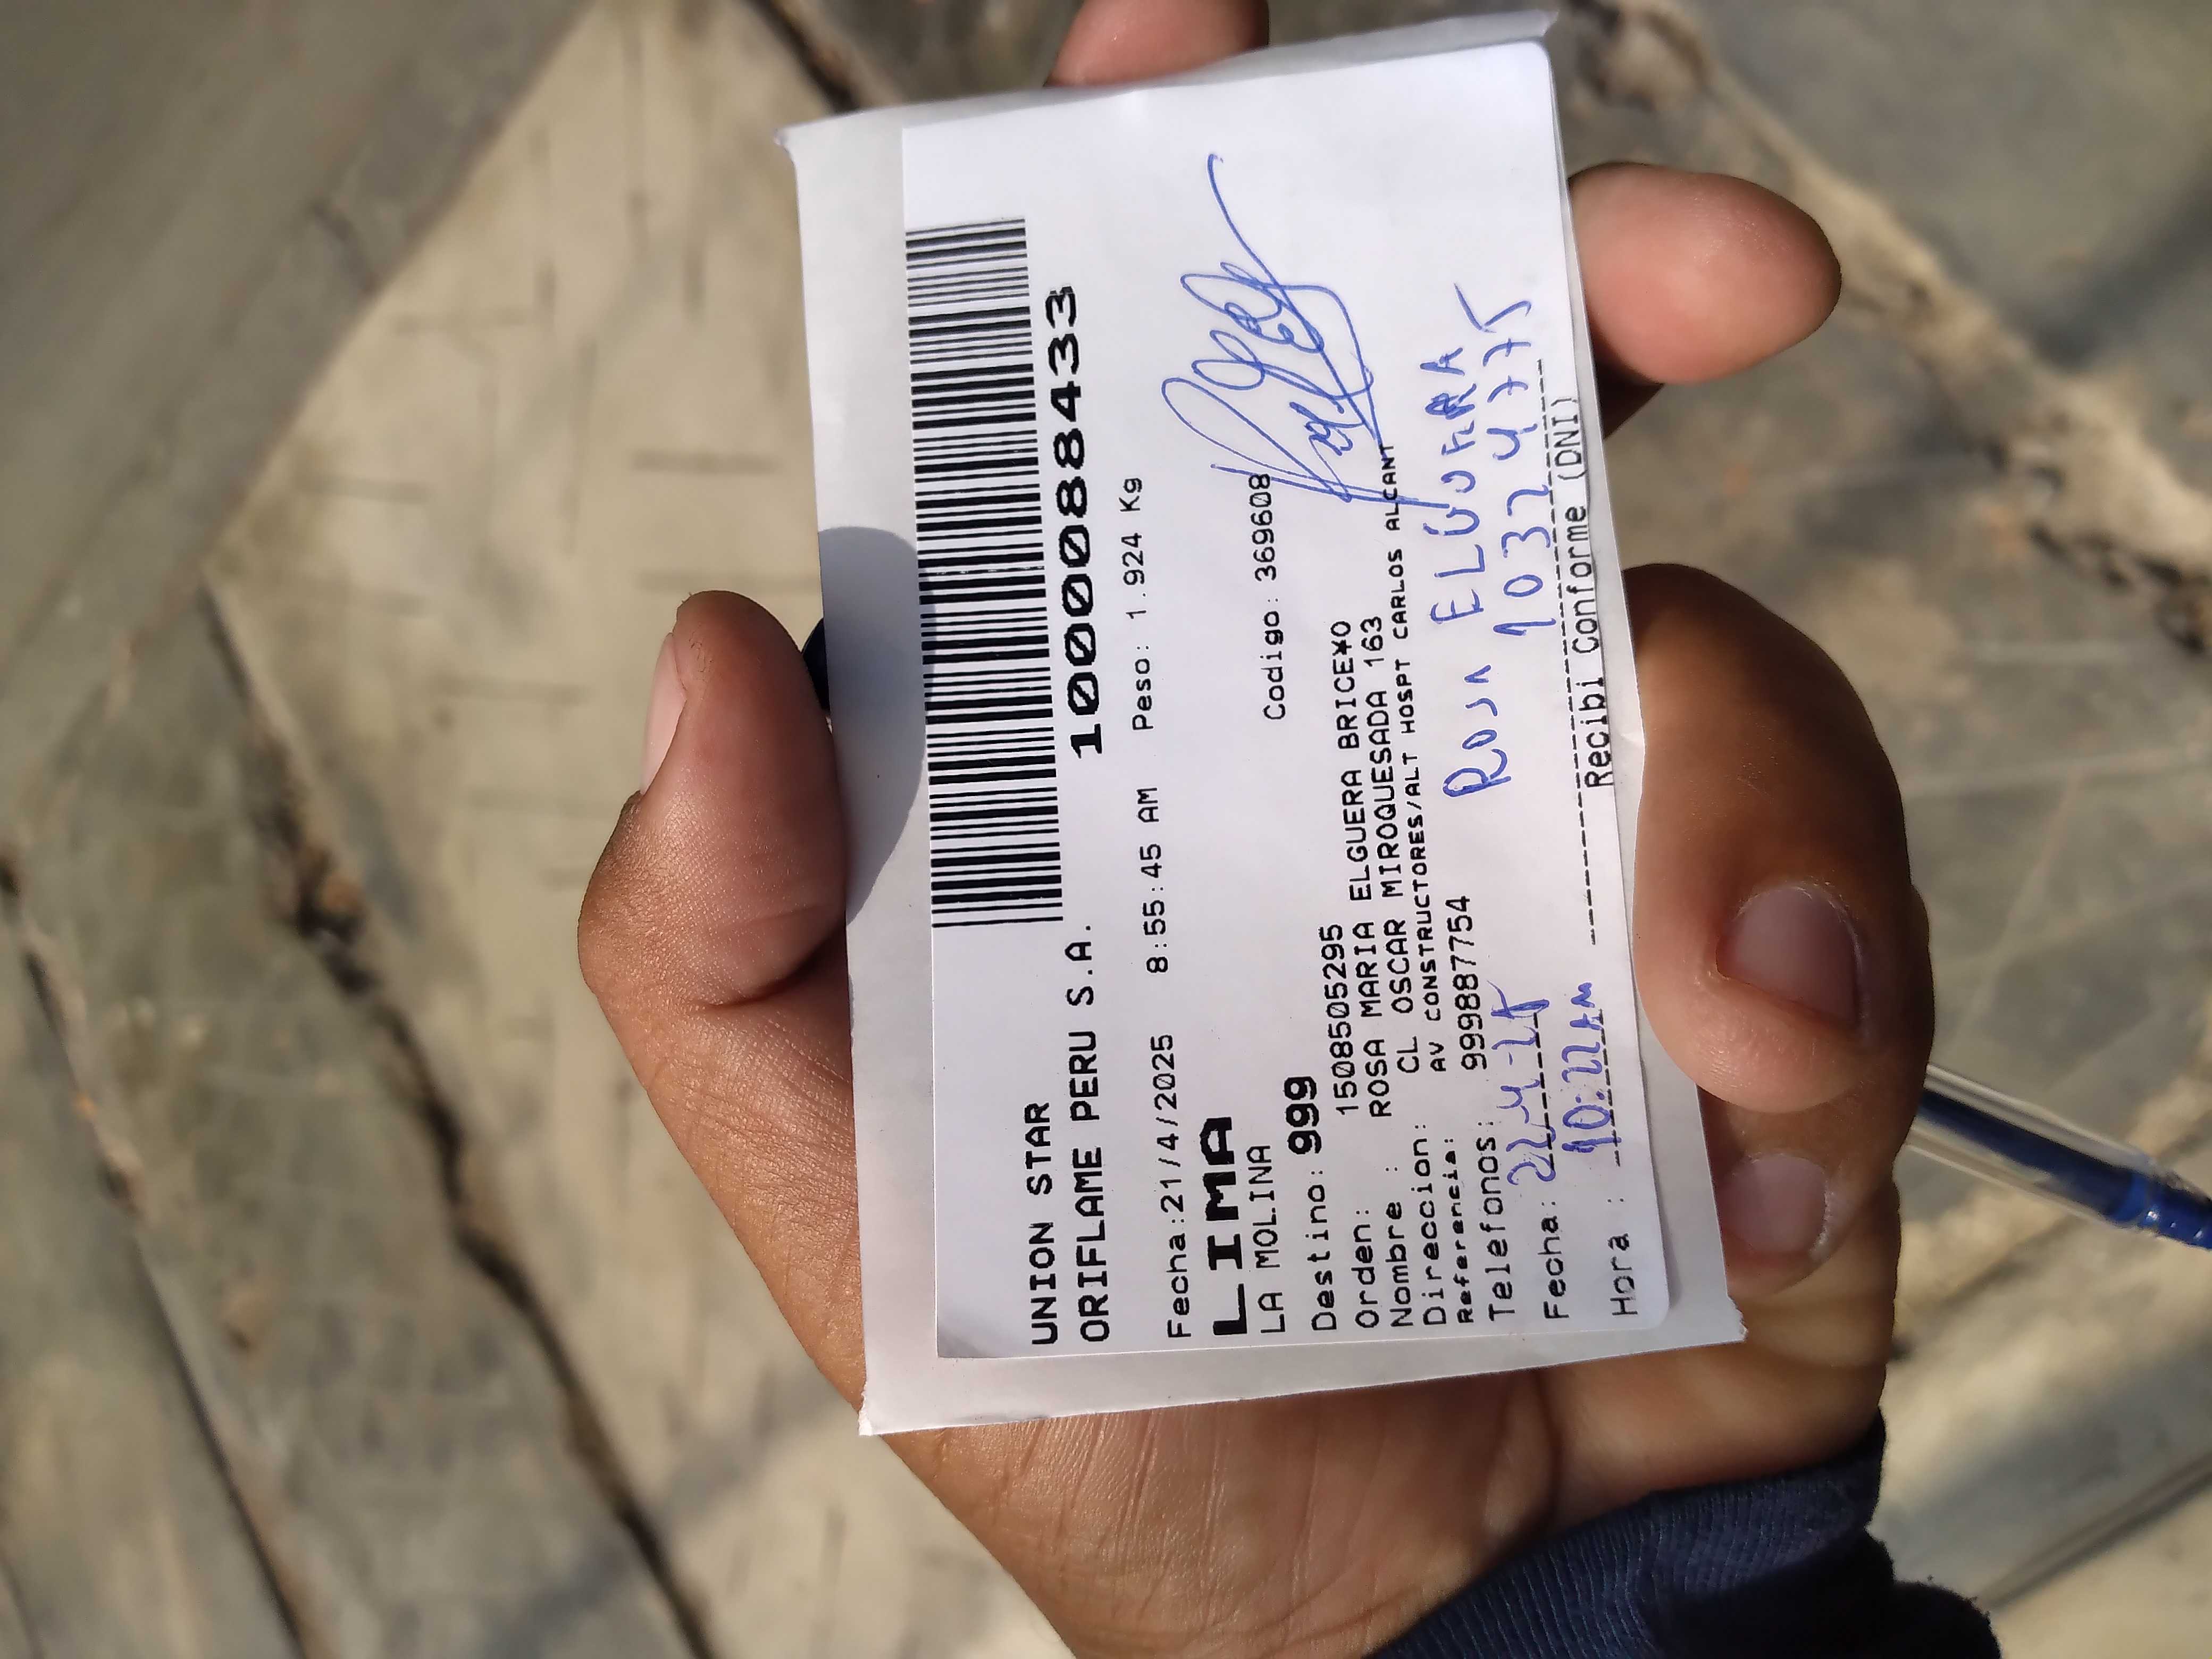 UNION STAR
ORIFLAME PERU S.A. 1000088433
Fecha:21/4/2025 8:55:45 AM Peso: 1.924 Kg
LIMA
LA MOLINA Codigo: 369608
Destino: 999
Orden: 150850505295
Nombre : ROSA MARIA ELGUERA BRICE¥O
Direccion: CL OSCAR MIROQUESADA 163
Referencia: AV CONSTRUCTORES/ALT HOSPT CARLOS ALCANT
Telefonos: 999887754
Rosa ELGUERA
Fecha: 22-4-25 10324775
Hora : 10:22AM
Recibi Conforme (DNI)